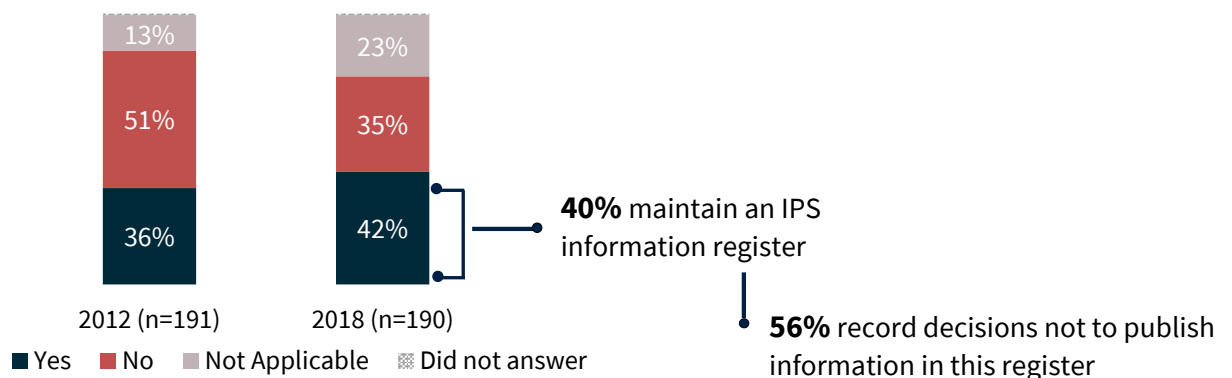 13%
23%
51%
35%
36%
42%
40% maintain an IPS
information register
2012 (n=191)
2018 (n=190)
56% record decisions not to publish
information in this register
Yes No Not Applicable Did not answer